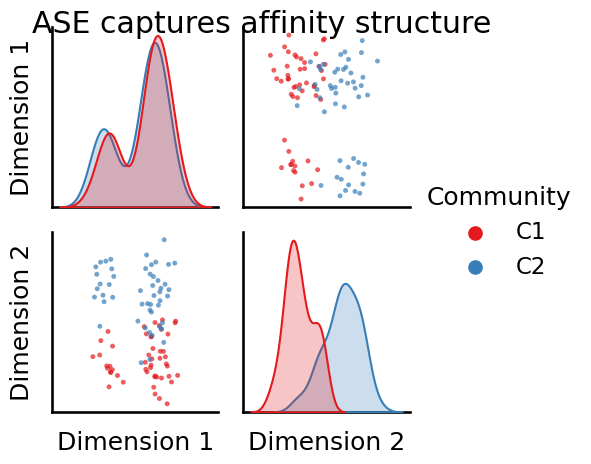 ASE captures affinity structure
Dimension 1
Community
C1
C2
Dimension 2
Dimension 1
Dimension 2